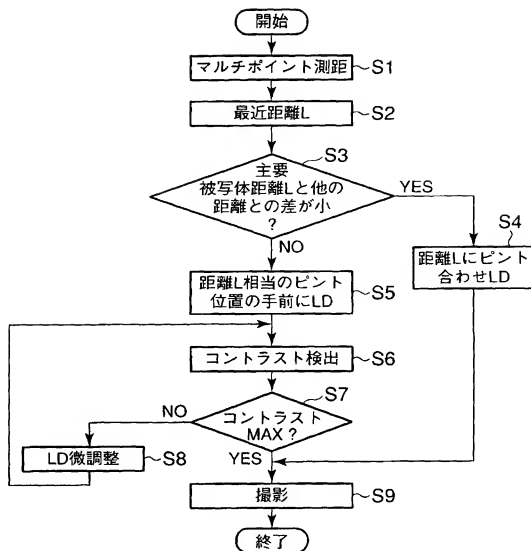 開始
マルチポイント測距
S1
最近距離L
S2
S3
主要
被写体距離Lと他の
距離との差が小
?
YES
NO
S4
距離Lにピント
合わせLD
距離L相当のピント
位置の手前にLD
S5
コントラスト検出
S6
S7
コントラスト
MAX?
NO
YES
LD微調整
S8
撮影
S9
終了